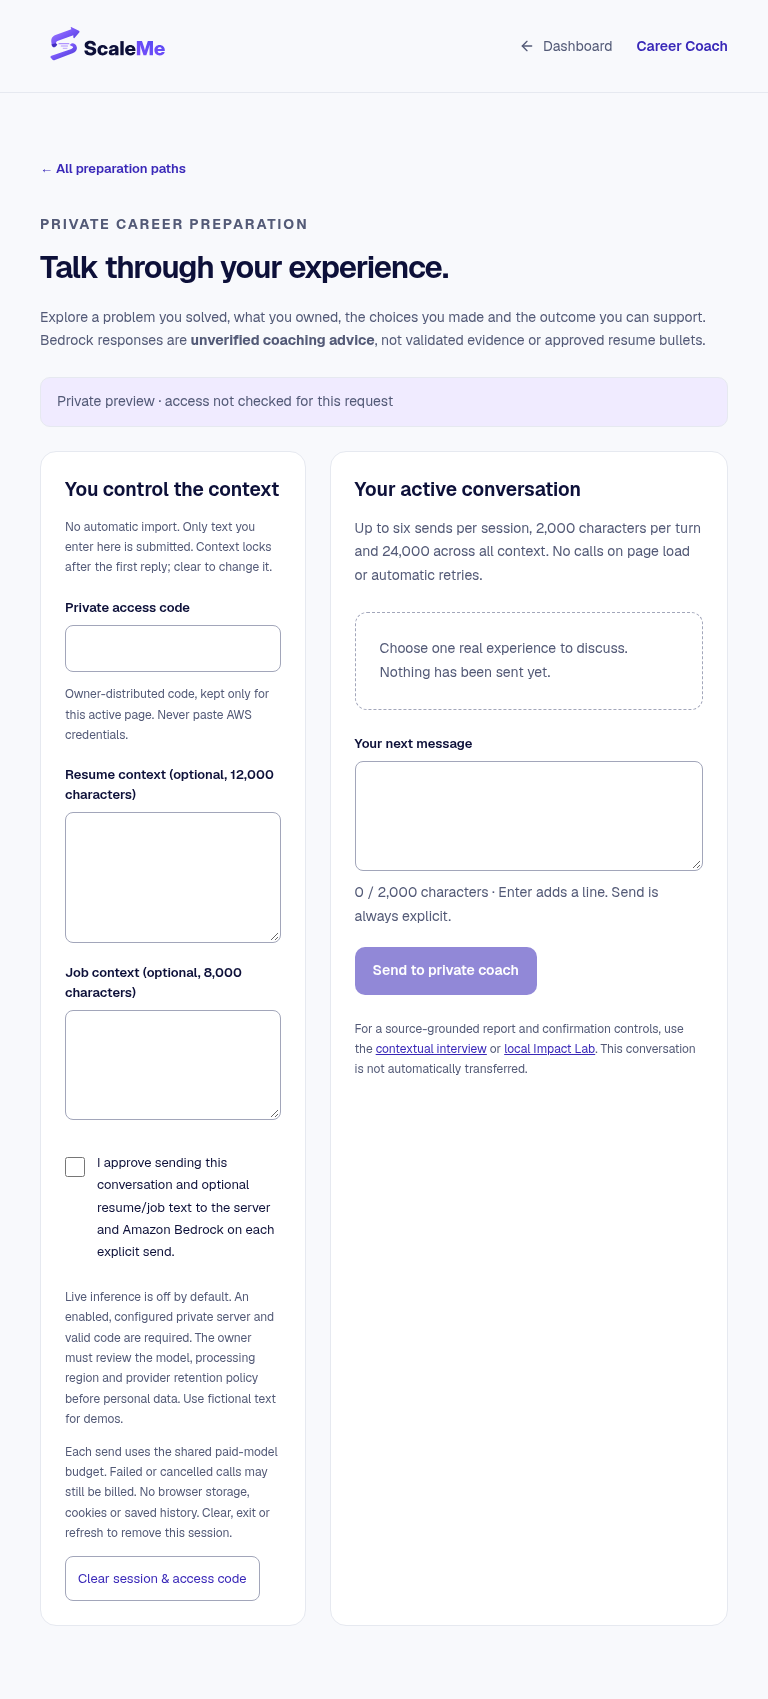 ScaleMe
← Dashboard
Career Coach
← All preparation paths
PRIVATE CAREER PREPARATION
Talk through your experience.
Explore a problem you solved, what you owned, the choices you made and the outcome you can support.
Bedrock responses are unverified coaching advice, not validated evidence or approved resume bullets.
Private preview · access not checked for this request
You control the context
No automatic import. Only text you
enter here is submitted. Context locks
after the first reply; clear to change it.
Private access code
Owner-distributed code, kept only for
this active page. Never paste AWS
credentials.
Resume context (optional, 12,000
characters)
Job context (optional, 8,000
characters)
I approve sending this
conversation and optional
resume/job text to the server
and Amazon Bedrock on each
explicit send.
Live inference is off by default. An
enabled, configured private server and
valid code are required. The owner
must review the model, processing
region and provider retention policy
before personal data. Use fictional text
for demos.
Each send uses the shared paid-model
budget. Failed or cancelled calls may
still be billed. No browser storage,
cookies or saved history. Clear, exit or
refresh to remove this session.
Clear session & access code
Your active conversation
Up to six sends per session, 2,000 characters per turn
and 24,000 across all context. No calls on page load
or automatic retries.
Choose one real experience to discuss.
Nothing has been sent yet.
Your next message
0 / 2,000 characters · Enter adds a line. Send is
always explicit.
Send to private coach
For a source-grounded report and confirmation controls, use
the contextual interview or local Impact Lab. This conversation
is not automatically transferred.